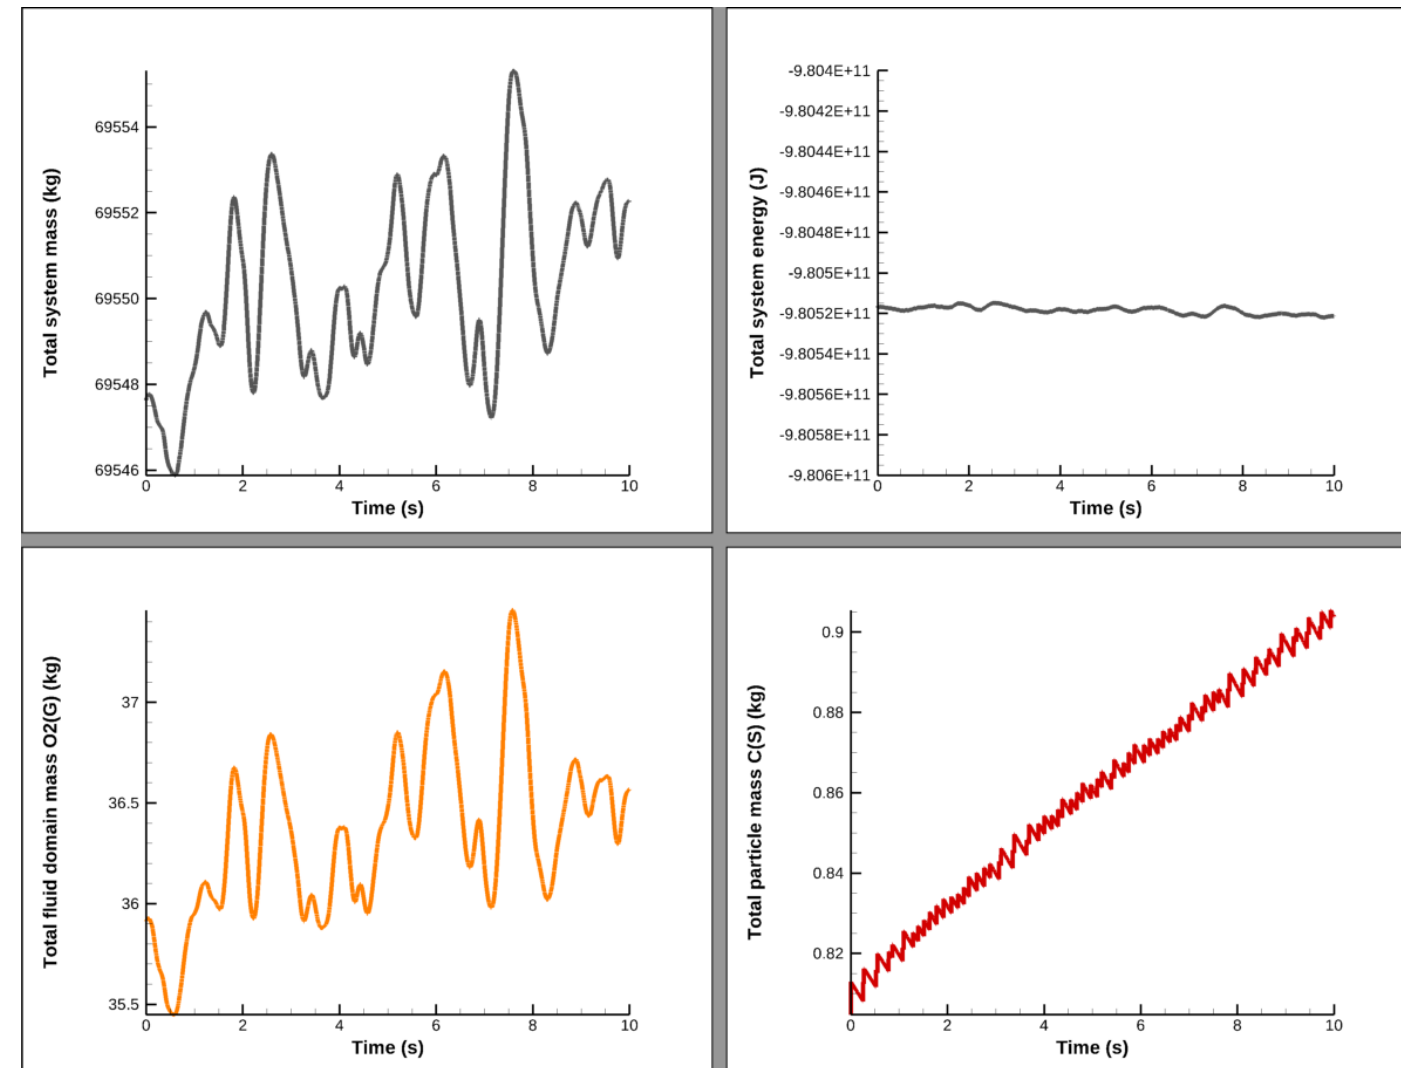 Total system mass (kg)
69554
69552
69550
69548
69546
0 2 4 6 8 10
Time (s)
Total system energy (J)
-9.804E+11
-9.8042E+11
-9.8044E+11
-9.8046E+11
-9.8048E+11
-9.805E+11
-9.8052E+11
-9.8054E+11
-9.8056E+11
-9.8058E+11
-9.806E+11
0 2 4 6 8 10
Time (s)
Total fluid domain mass O2(G) (kg)
37
36.5
36
35.5
0 2 4 6 8 10
Time (s)
Total particle mass C(S) (kg)
0.9
0.88
0.86
0.84
0.82
0 2 4 6 8 10
Time (s)